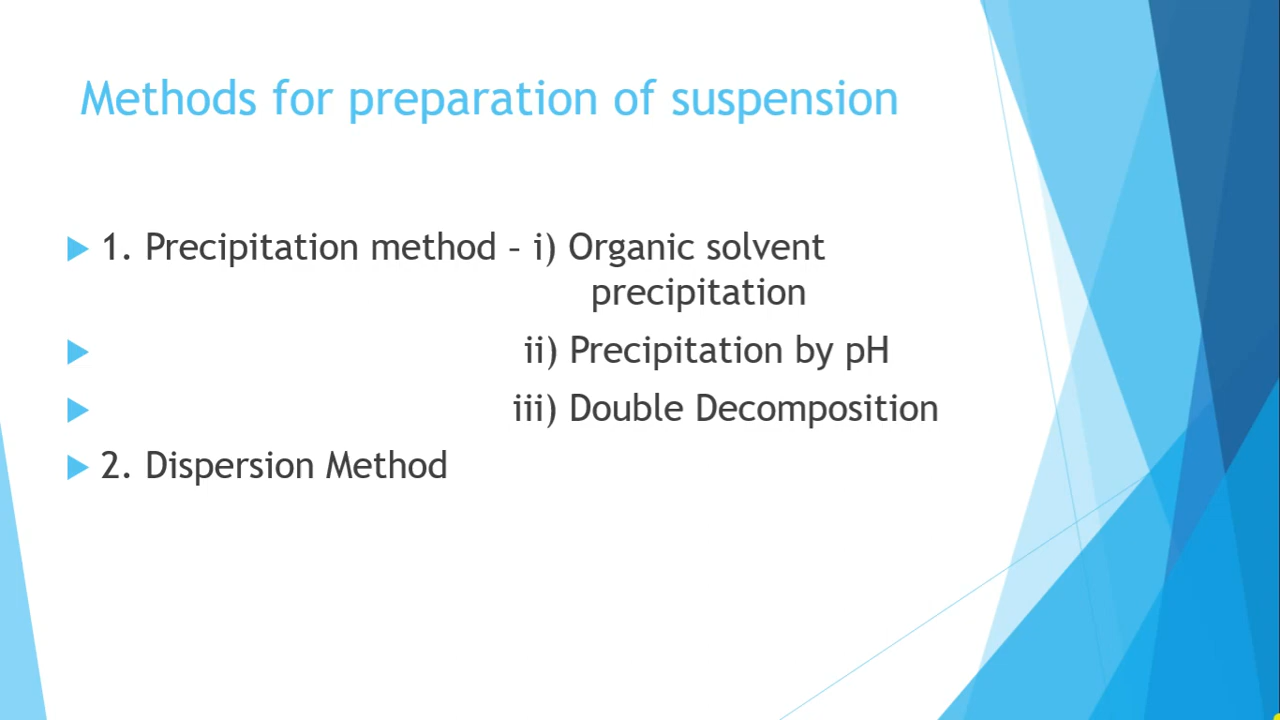 Methods for preparation of suspension
1. Precipitation method – i) Organic solvent
precipitation
ii) Precipitation by pH
iii) Double Decomposition
2. Dispersion Method